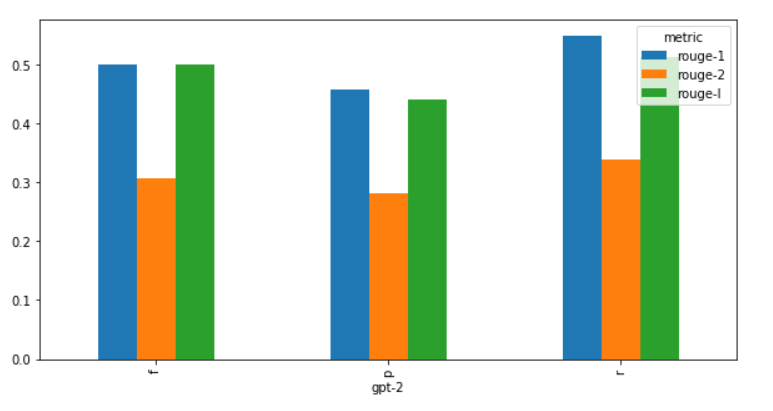 metric
rouge-1
rouge-2
rouge-l
0.5
0.4
0.3
0.2
0.1
0.0
f
p
r
gpt-2